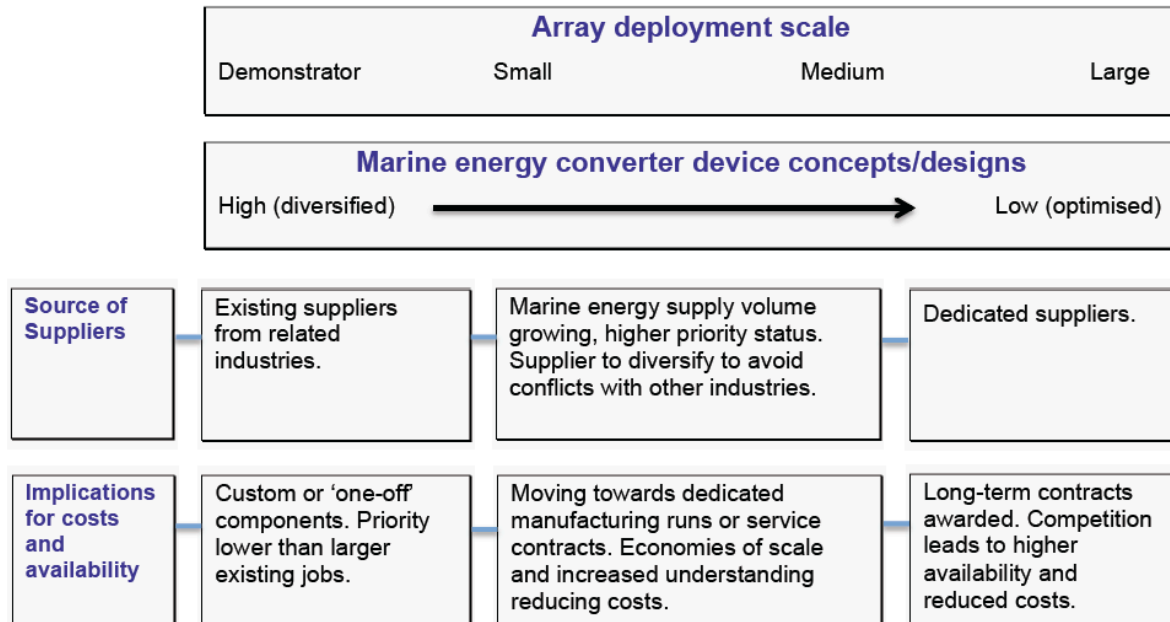 Array deployment scale
Demonstrator Small Medium Large
Marine energy converter device concepts/designs
High (diversified) Low (optimised)
Source of
Suppliers
Existing suppliers
from related
industries.
Marine energy supply volume
growing, higher priority status.
Supplier to diversify to avoid
conflicts with other industries.
Dedicated suppliers.
Implications
for costs
and
availability
Custom or ‘one-off’
components. Priority
lower than larger
existing jobs.
Moving towards dedicated
manufacturing runs or service
contracts. Economies of scale
and increased understanding
reducing costs.
Long-term contracts
awarded. Competition
leads to higher
availability and
reduced costs.